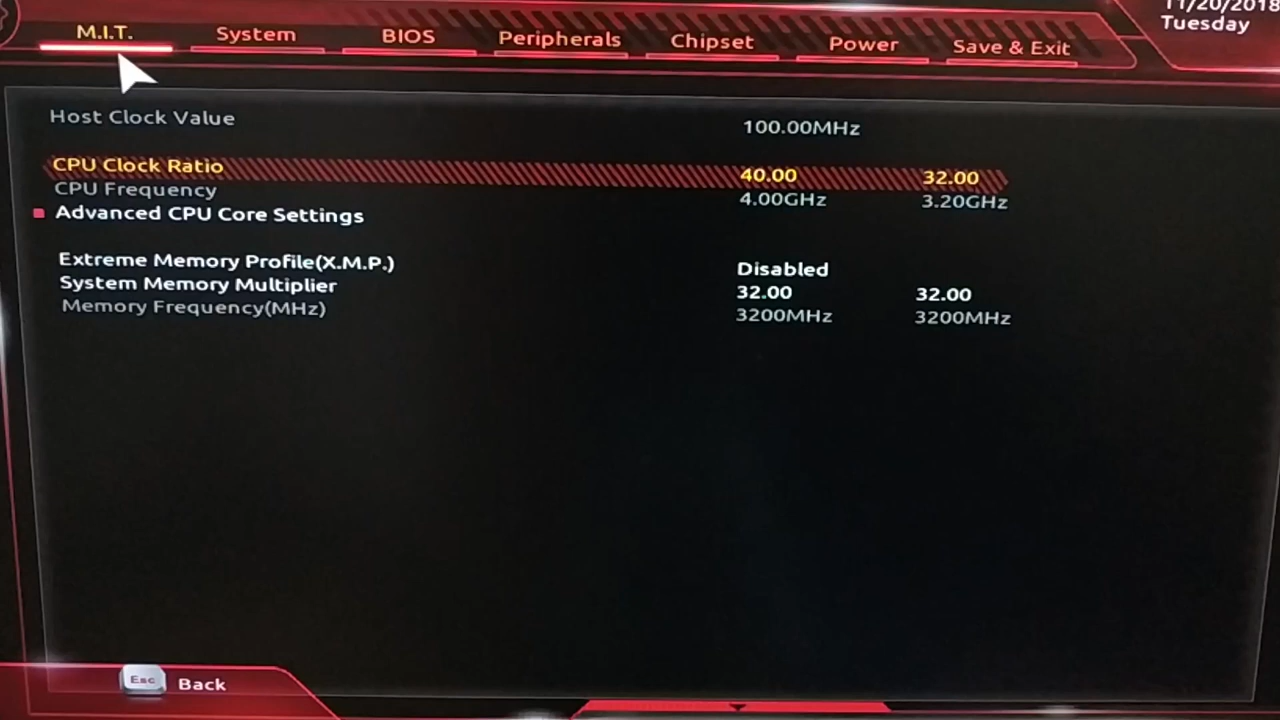 11/20/2018
M.I.T. System BIOS Peripherals Chipset Power Save & Exit Tuesday
Host Clock Value 100.00MHz
CPU Clock Ratio 40.00 32.00
CPU Frequency 4.00GHz 3.20GHz
Advanced CPU Core Settings
Extreme Memory Profile(X.M.P.) Disabled
System Memory Multiplier 32.00 32.00
Memory Frequency(MHz) 3200MHz 3200MHz
Esc Back